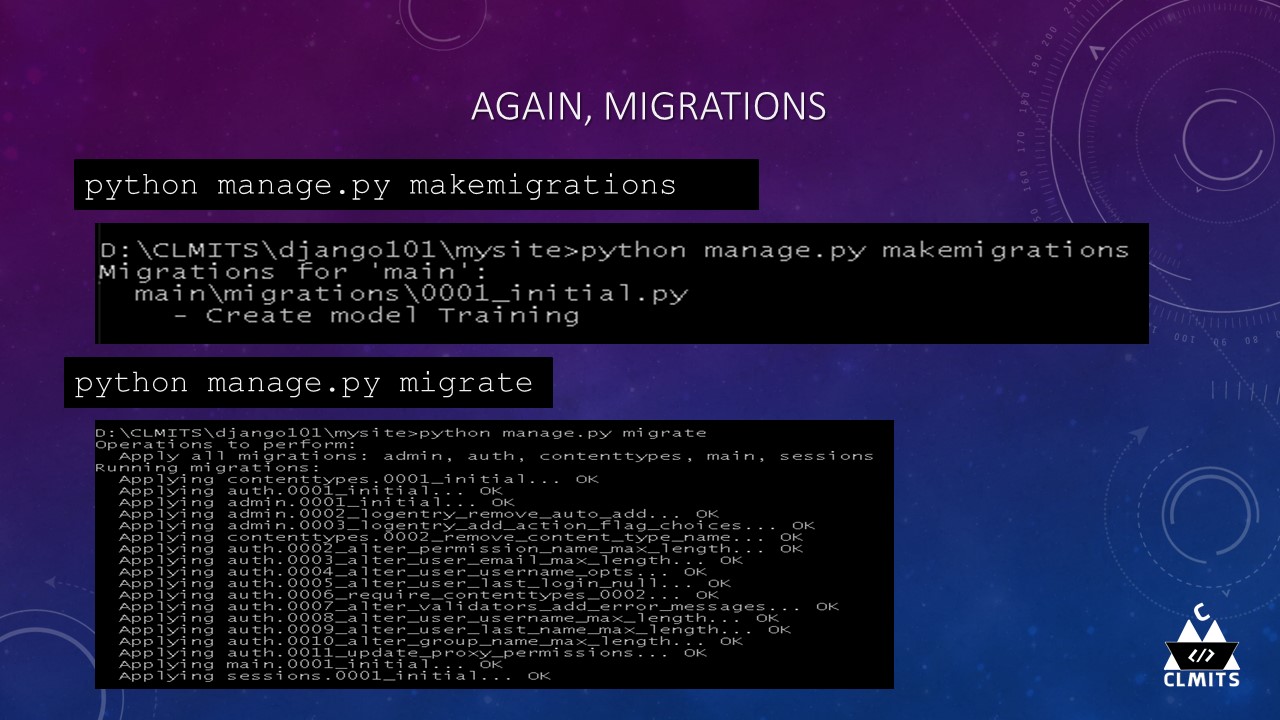 AGAIN, MIGRATIONS
python manage.py makemigrations
D:\CLMITS\django101\mysite>python manage.py makemigrations
Migrations for 'main':
main\migrations\0001_initial.py
- Create model Training
python manage.py migrate
D:\CLMITS\django101\mysite>python manage.py migrate
Operations to perform:
Apply all migrations: admin, auth, contenttypes, main, sessions
Running migrations:
Applying contenttypes.0001_initial... OK
Applying auth.0001_initial... OK
Applying admin.0001_initial... OK
Applying admin.0002_logentry_remove_auto_add... OK
Applying admin.0003_logentry_add_action_flag_choices... OK
Applying contenttypes.0002_remove_content_type_name... OK
Applying auth.0002_alter_permission_name_max_length... OK
Applying auth.0003_alter_user_email_max_length... OK
Applying auth.0004_alter_user_username_opts... OK
Applying auth.0005_alter_user_last_login_null... OK
Applying auth.0006_require_contenttypes_0002... OK
Applying auth.0007_alter_validators_add_error_messages... OK
Applying auth.0008_alter_user_username_max_length... OK
Applying auth.0009_alter_user_last_name_max_length... OK
Applying auth.0010_alter_group_name_max_length... OK
Applying auth.0011_update_proxy_permissions... OK
Applying main.0001_initial... OK
Applying sessions.0001_initial... OK
C
</>
CLMITS